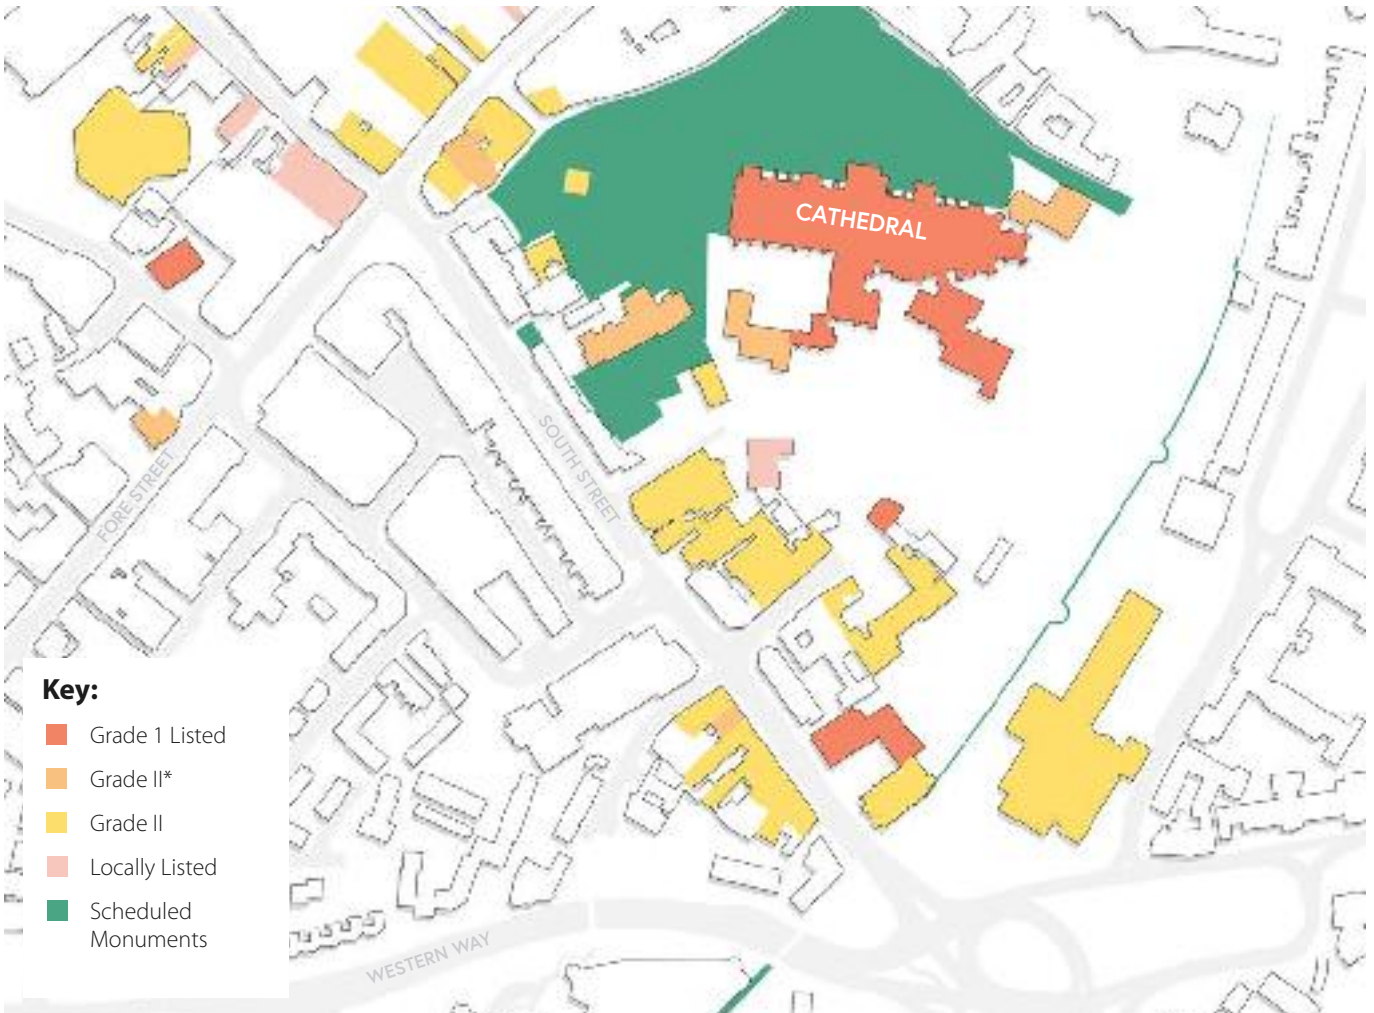 CATHEDRAL
SOUTH STREET
FORE STREET
Key:
Grade 1 Listed
Grade II*
Grade II
Locally Listed
Scheduled
Monuments
WESTERN WAY